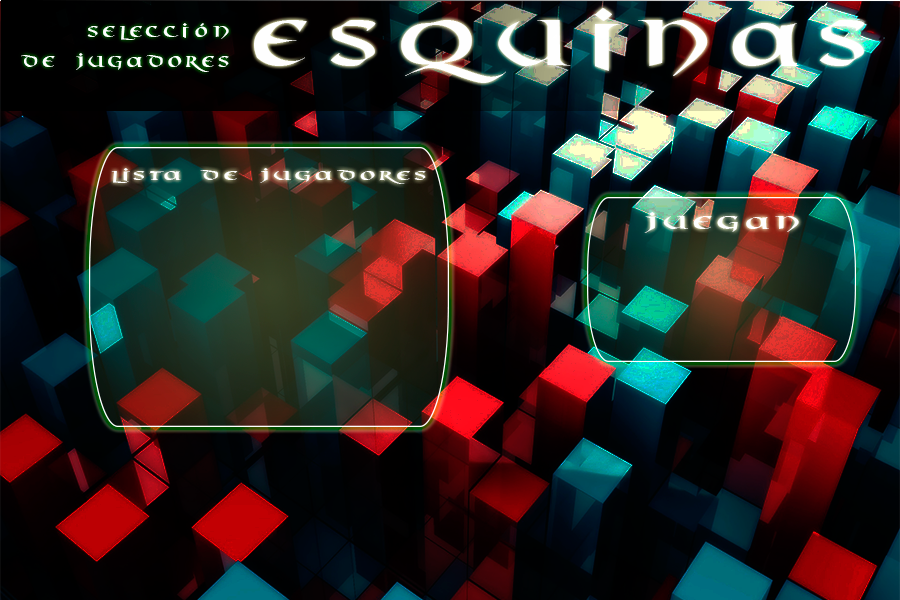 selección
de jugadores
Esquinas
Lista de jugadores
juegan